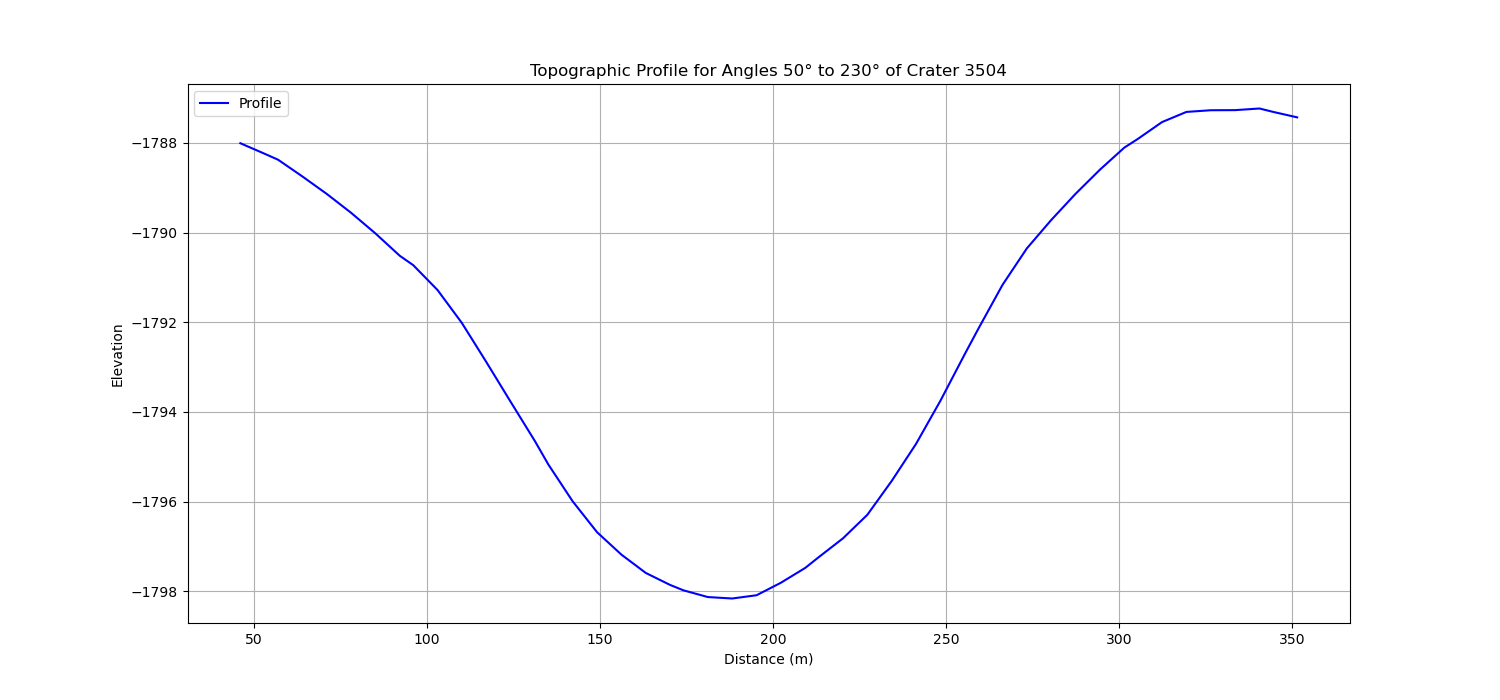 Topographic Profile for Angles 50° to 230° of Crater 3504
Profile
−1788
−1790
−1792
−1794
−1796
−1798
Elevation
50 100 150 200 250 300 350
Distance (m)